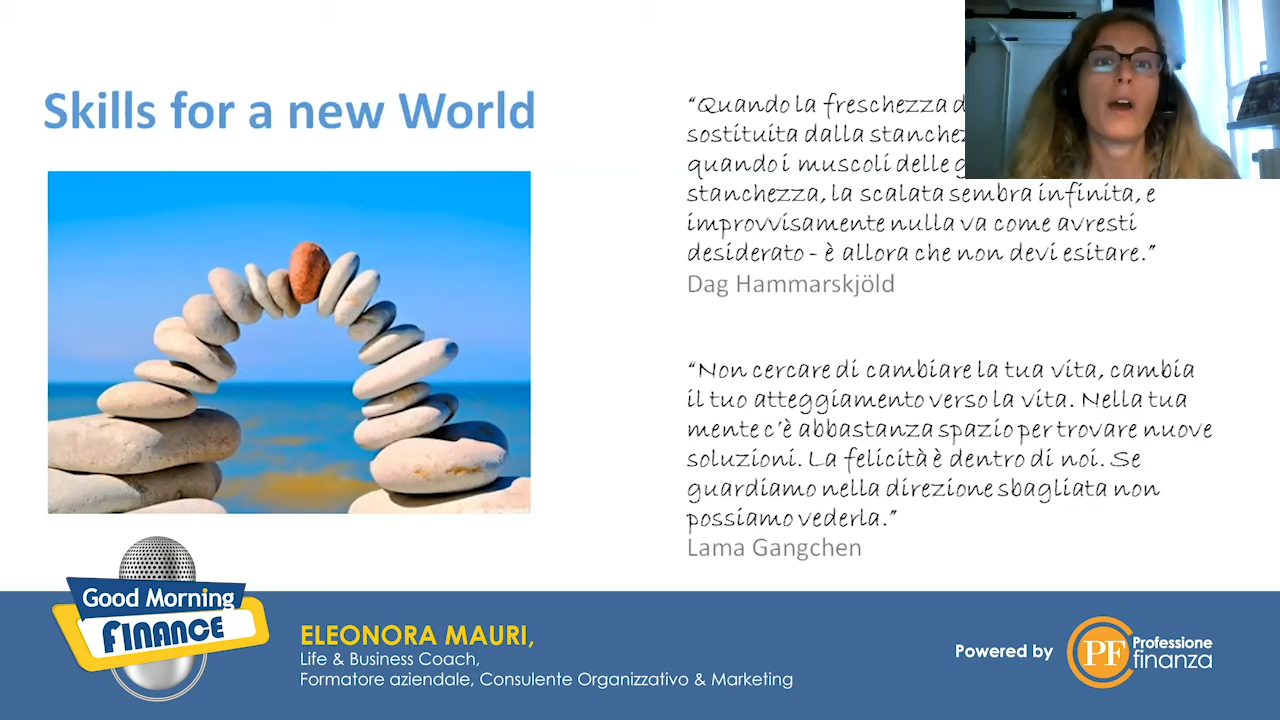 Skills for a new World
“Quando la freschezza
sostituita dalla
quando i muscoli delle
stanchezza, la scalata sembra infinita, e
improvvisamente nulla va come avresti
desiderato - è allora che non devi esitare.”
Dag Hammarskjöld
“Non cercare di cambiare la tua vita, cambia
il tuo atteggiamento verso la vita. Nella tua
mente c’è abbastanza spazio per trovare nuove
soluzioni. La felicità è dentro di noi. Se
guardiamo nella direzione sbagliata non
possiamo vederla.”
Lama Gangchen
Good Morning
FINANCE
ELEONORA MAURI,
Life & Business Coach,
Formatore aziendale, Consulente Organizzativo & Marketing
Powered by
PF
Professione
finanza